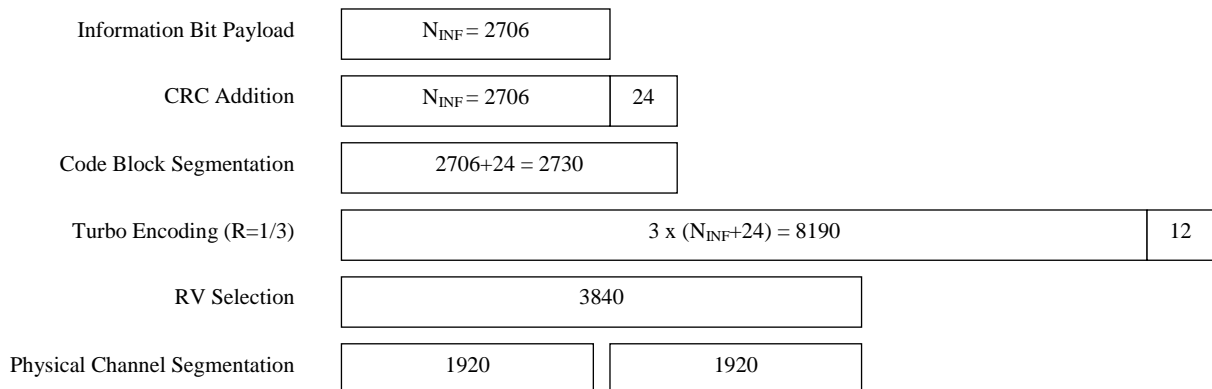 Information Bit Payload N_INF = 2706
CRC Addition N_INF = 2706 24
Code Block Segmentation 2706+24 = 2730
Turbo Encoding (R=1/3) 3 x (N_INF+24) = 8190 12
RV Selection 3840
Physical Channel Segmentation 1920 1920